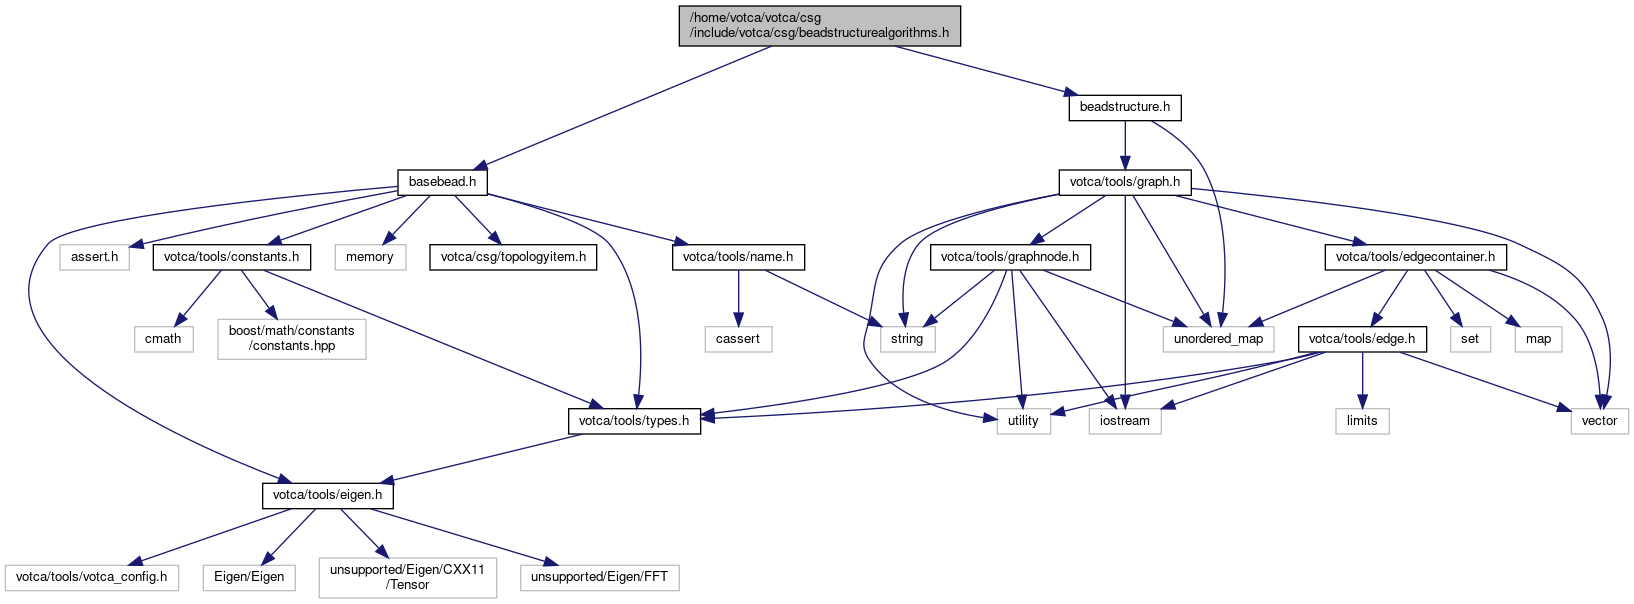 /home/votca/votca/csg
/include/votca/csg/beadstructurealgorithms.h
beadstructure.h
basebead.h
votca/tools/graph.h
assert.h
votca/tools/constants.h
memory
votca/csg/topologyitem.h
votca/tools/name.h
votca/tools/graphnode.h
votca/tools/edgecontainer.h
cmath
boost/math/constants
/constants.hpp
cassert
string
unordered_map
votca/tools/edge.h
set
map
votca/tools/types.h
utility
iostream
limits
vector
votca/tools/eigen.h
votca/tools/votca_config.h
Eigen/Eigen
unsupported/Eigen/CXX11
/Tensor
unsupported/Eigen/FFT